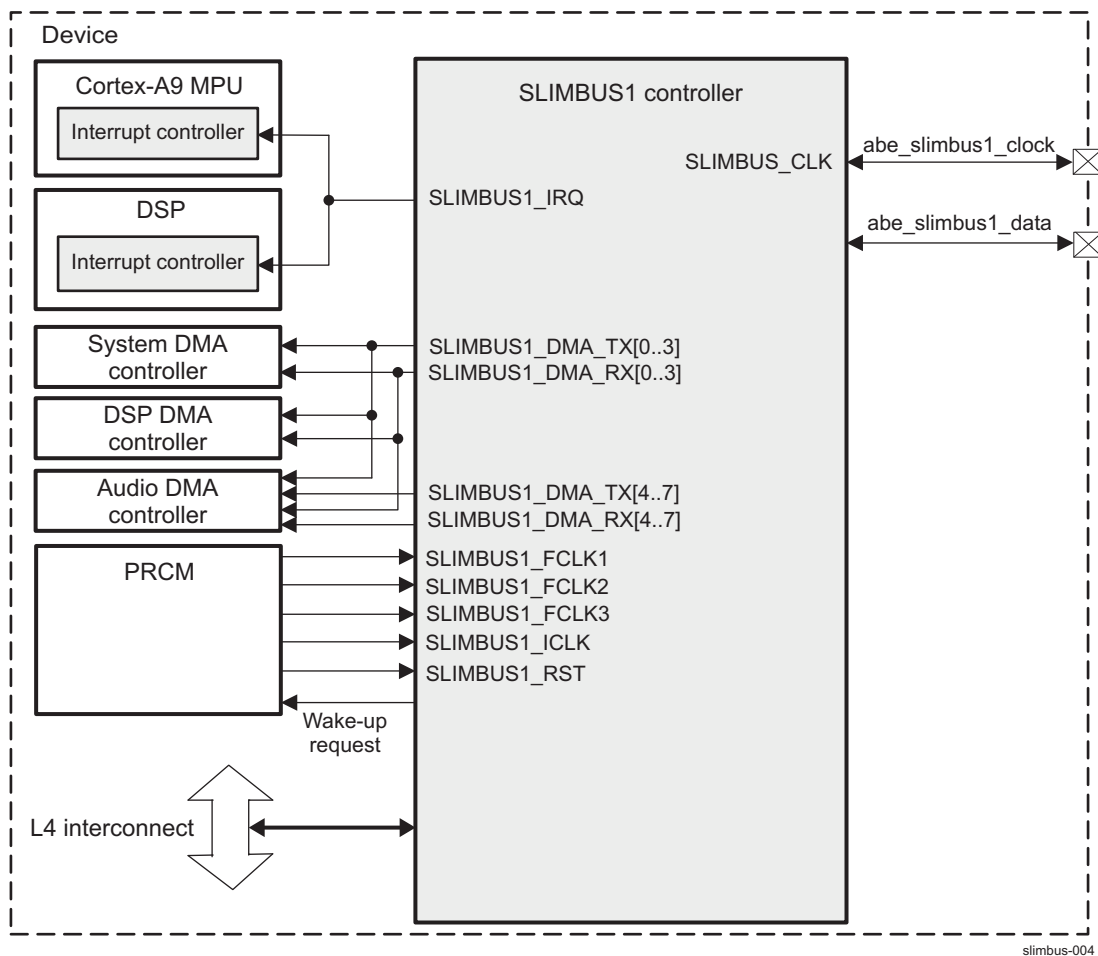 Device
Cortex-A9 MPU
Interrupt controller
DSP
Interrupt controller
System DMA
controller
DSP DMA
controller
Audio DMA
controller
PRCM
Wake-up
request
L4 interconnect
SLIMBUS1 controller
SLIMBUS_CLK
SLIMBUS1_IRQ
SLIMBUS1_DMA_TX[0..3]
SLIMBUS1_DMA_RX[0..3]
SLIMBUS1_DMA_TX[4..7]
SLIMBUS1_DMA_RX[4..7]
SLIMBUS1_FCLK1
SLIMBUS1_FCLK2
SLIMBUS1_FCLK3
SLIMBUS1_ICLK
SLIMBUS1_RST
abe_slimbus1_clock
abe_slimbus1_data
slimbus-004